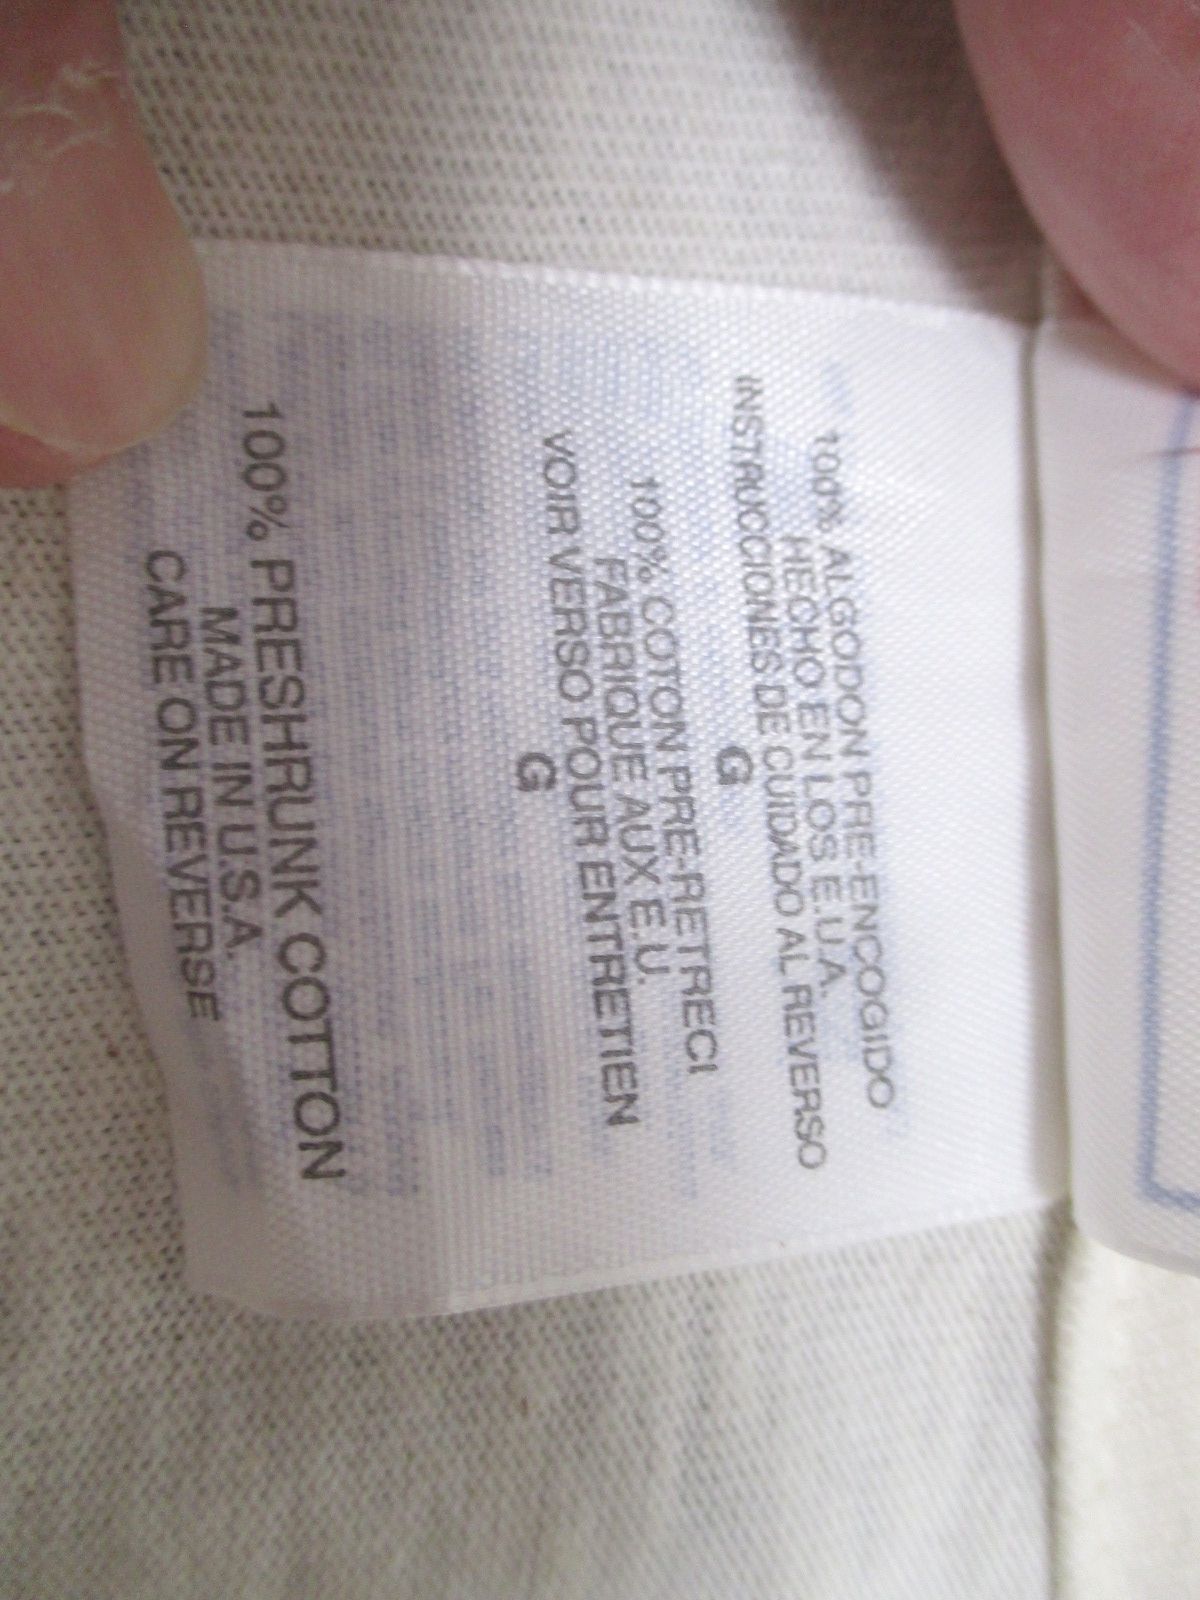 100% ALGODON PRE-ENCOGIDO
HECHO EN LOS E.U.A.
INSTRUCCIONES DE CUIDADO AL REVERSO
G
100% COTON PRE-RETRECI
FABRIQUE AUX E.U.
VOIR VERSO POUR ENTRETIEN
G
100% PRESHRUNK COTTON
MADE IN U.S.A.
CARE ON REVERSE